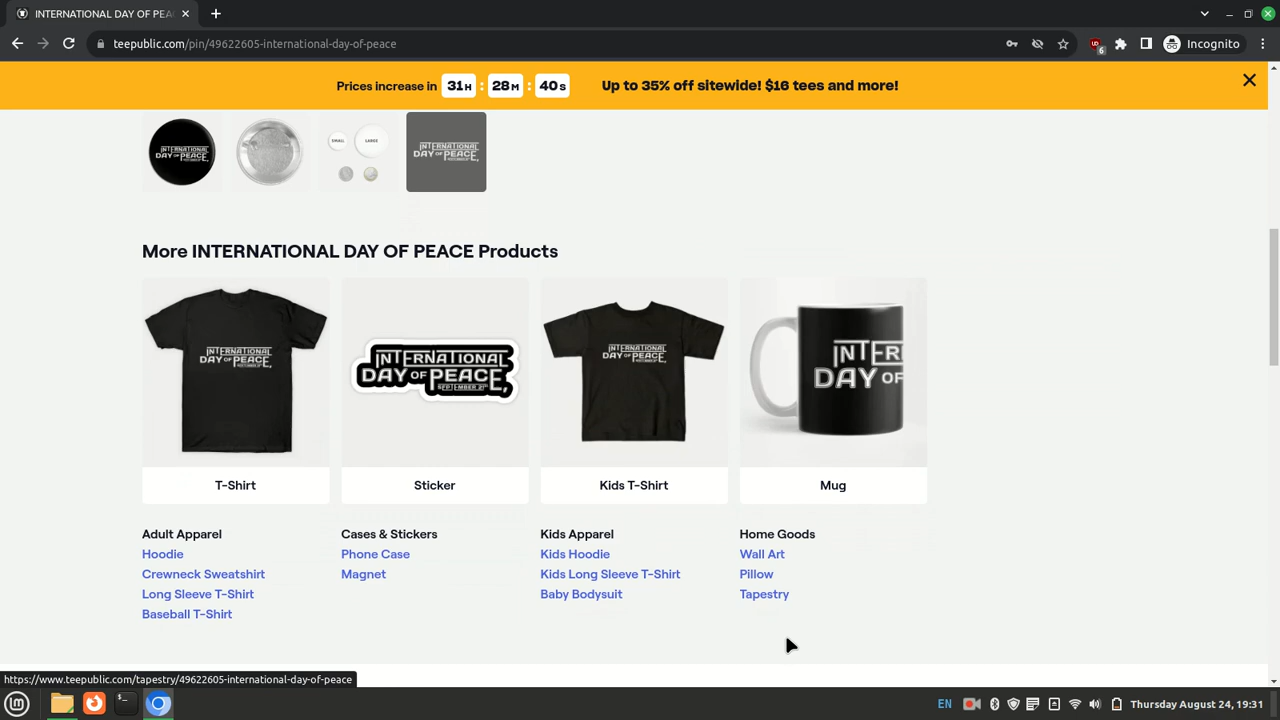 INTERNATIONAL DAY OF PEA
teepublic.com/pin/49622605-international-day-of-peace
6
Incognito
Prices increase in 31H : 28M : 40S
Up to 35% off sitewide! $16 tees and more!
INTERNATIONAL
DAY OF PEACE
SMALL
LARGE
INTERNATIONAL
DAY OF PEACE
More INTERNATIONAL DAY OF PEACE Products
INTERNATIONAL
DAY OF PEACE
INTERNATIONAL
DAY OF PEACE
SEPTEMBER 21
INTERNATIONAL
DAY OF PEACE
INTER
DAY OF
T-Shirt
Sticker
Kids T-Shirt
Mug
Adult Apparel
Hoodie
Crewneck Sweatshirt
Long Sleeve T-Shirt
Baseball T-Shirt
Cases & Stickers
Phone Case
Magnet
Kids Apparel
Kids Hoodie
Kids Long Sleeve T-Shirt
Baby Bodysuit
Home Goods
Wall Art
Pillow
Tapestry
https://www.teepublic.com/tapestry/49622605-international-day-of-peace
EN
Thursday August 24, 19:31